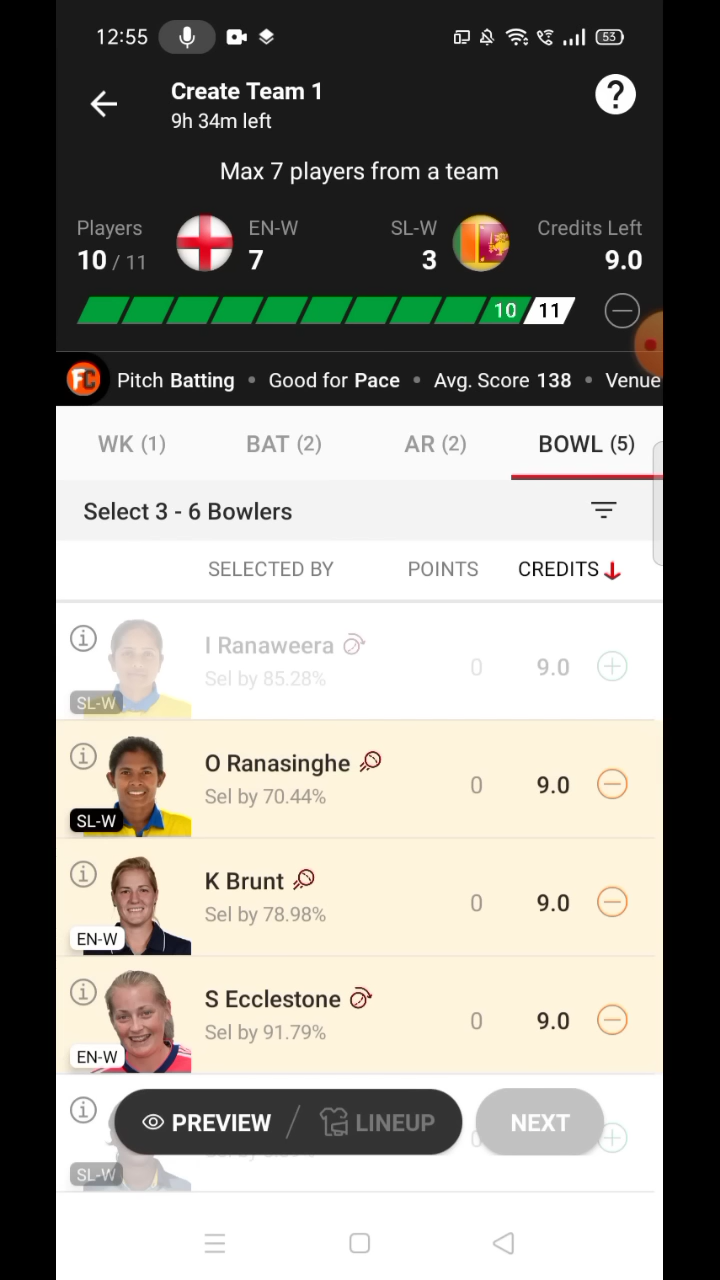 12:55
53
Create Team 1
9h 34m left
?
Max 7 players from a team
Players
10 / 11
EN-W
7
SL-W
3
Credits Left
9.0
10
11
FC Pitch Batting • Good for Pace • Avg. Score 138 • Venue
WK (1) BAT (2) AR (2) BOWL (5)
Select 3 - 6 Bowlers
SELECTED BY POINTS CREDITS
I Ranaweera
Sel by 85.28%
0 9.0
SL-W
O Ranasinghe
Sel by 70.44%
0 9.0
SL-W
K Brunt
Sel by 78.98%
0 9.0
EN-W
S Ecclestone
Sel by 91.79%
0 9.0
EN-W
PREVIEW / LINEUP
NEXT
SL-W